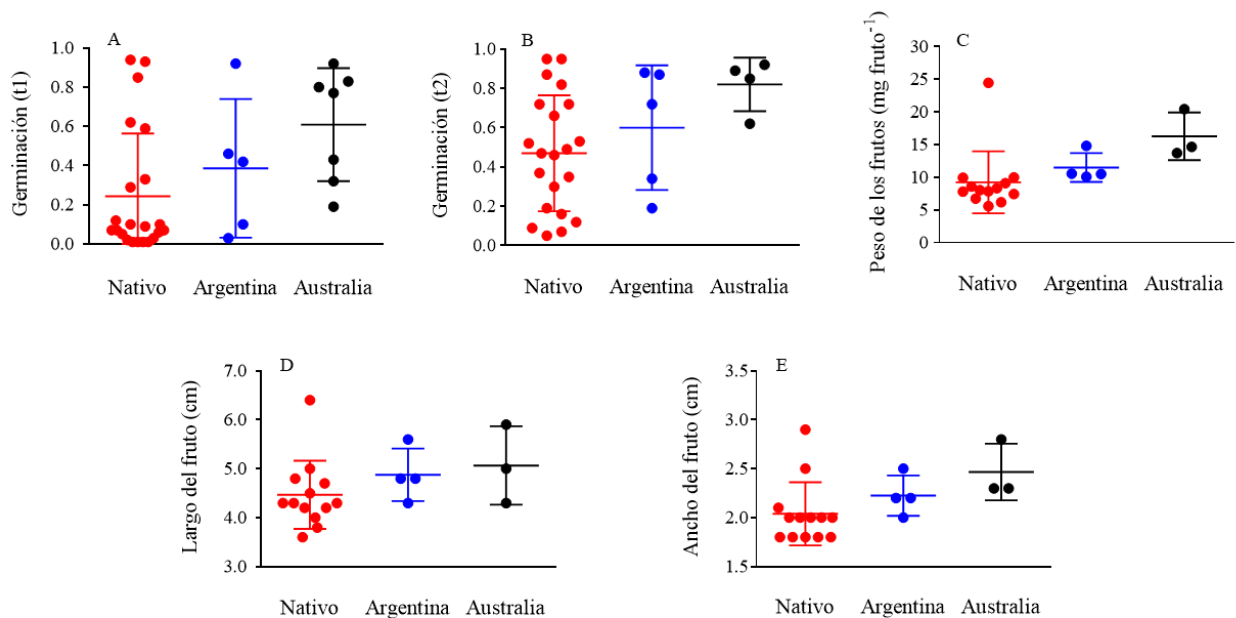 A
Germinación (t1)
1.0
0.8
0.6
0.4
0.2
0.0
Nativo Argentina Australia
B
Germinación (t2)
1.0
0.8
0.6
0.4
0.2
0.0
Nativo Argentina Australia
C
Peso de los frutos (mg fruto⁻¹)
30
25
20
15
10
5
0
Nativo Argentina Australia
D
Largo del fruto (cm)
7.0
6.0
5.0
4.0
3.0
Nativo Argentina Australia
E
Ancho del fruto (cm)
3.5
3.0
2.5
2.0
1.5
Nativo Argentina Australia